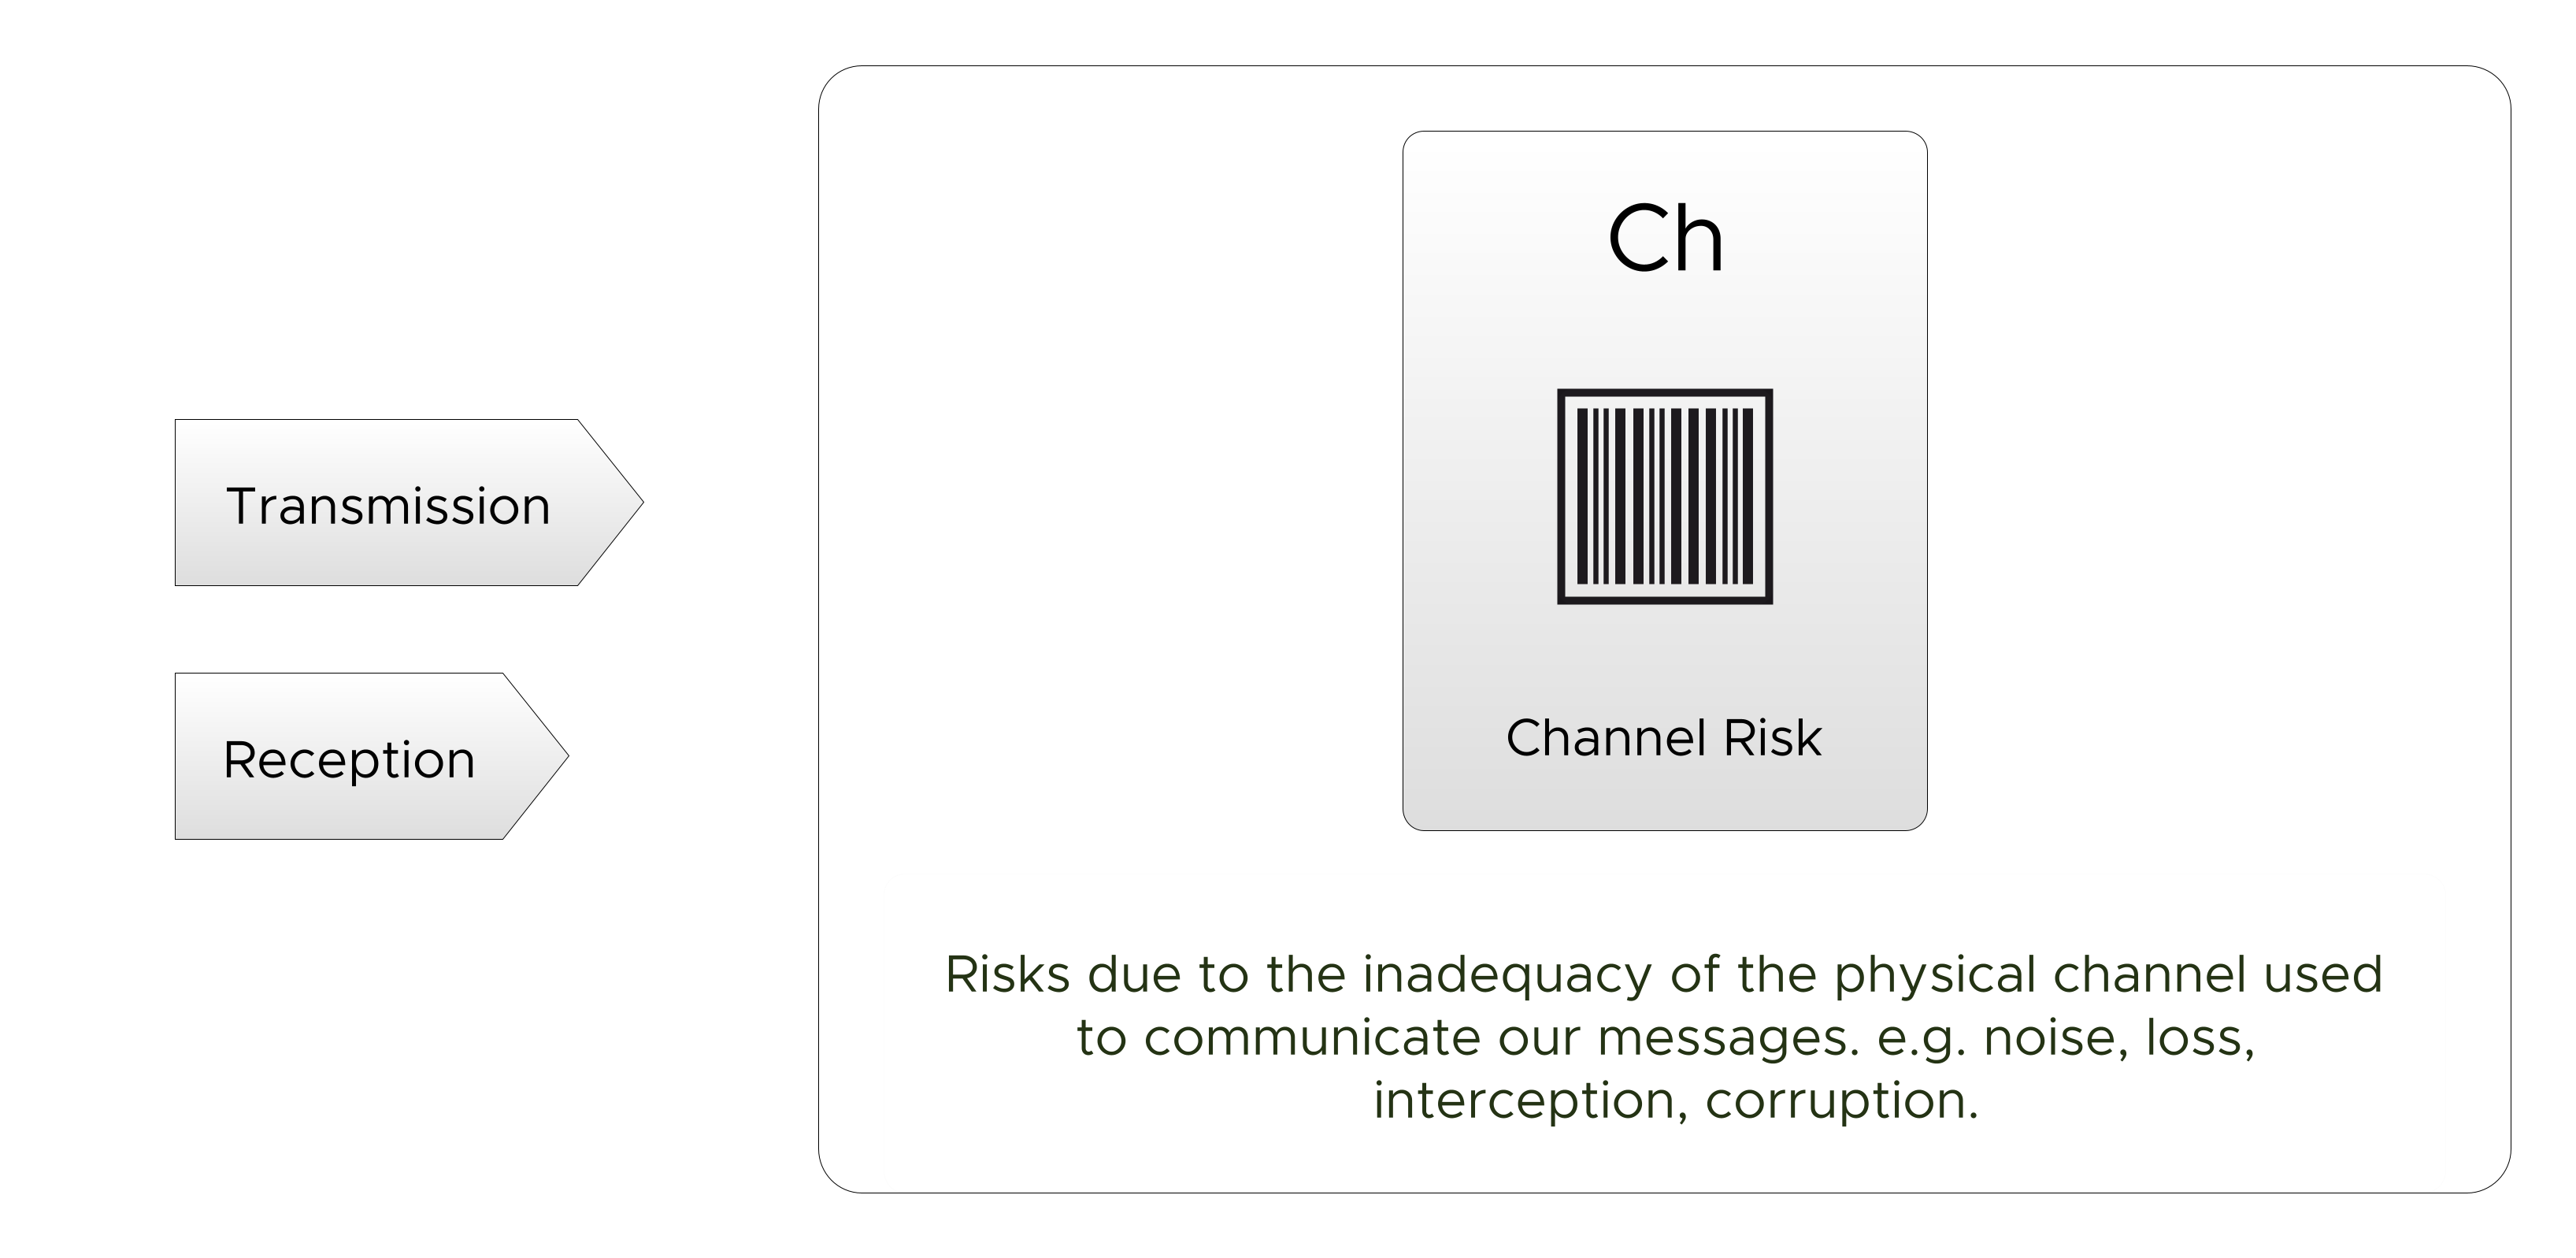 Transmission
Reception
Ch
Channel Risk
Risks due to the inadequacy of the physical channel used
to communicate our messages. e.g. noise, loss,
interception, corruption.